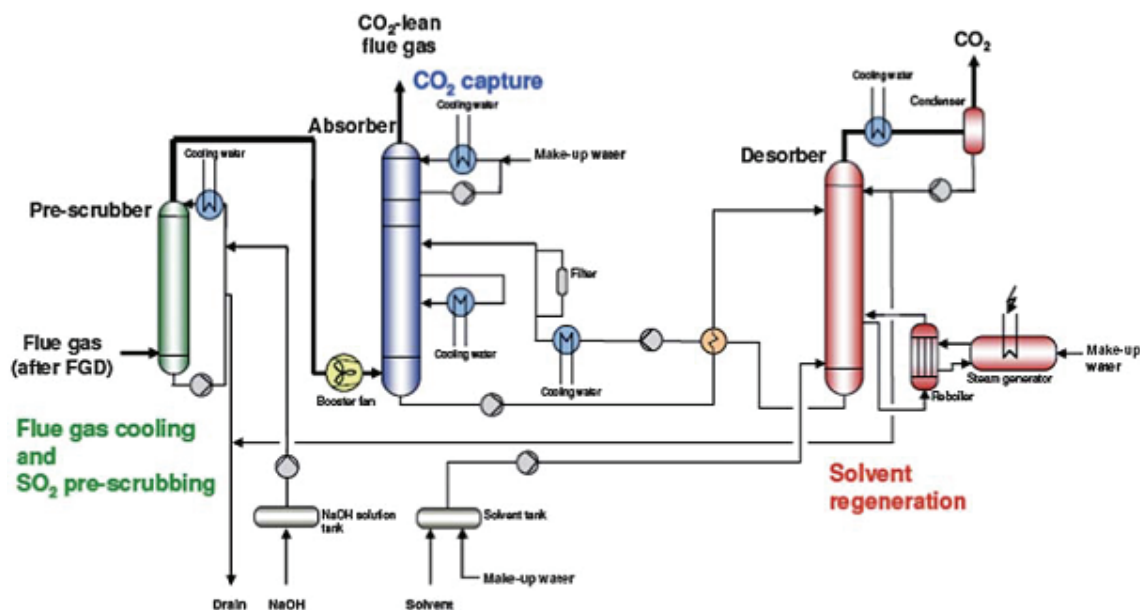 CO₂-lean
flue gas
CO₂ capture
Cooling water
Absorber
Make-up water
CO₂
Cooling water
Condenser
Desorber
Cooling water
Pre-scrubber
Filter
Flue gas
(after FGD)
Cooling water
Booster fan
Cooling water
Reboiler
Steam generator
Make-up
water
Flue gas cooling
and
SO₂ pre-scrubbing
Solvent
regeneration
NaOH solution
tank
Solvent tank
Make-up water
Drain
NaOH
Solvent